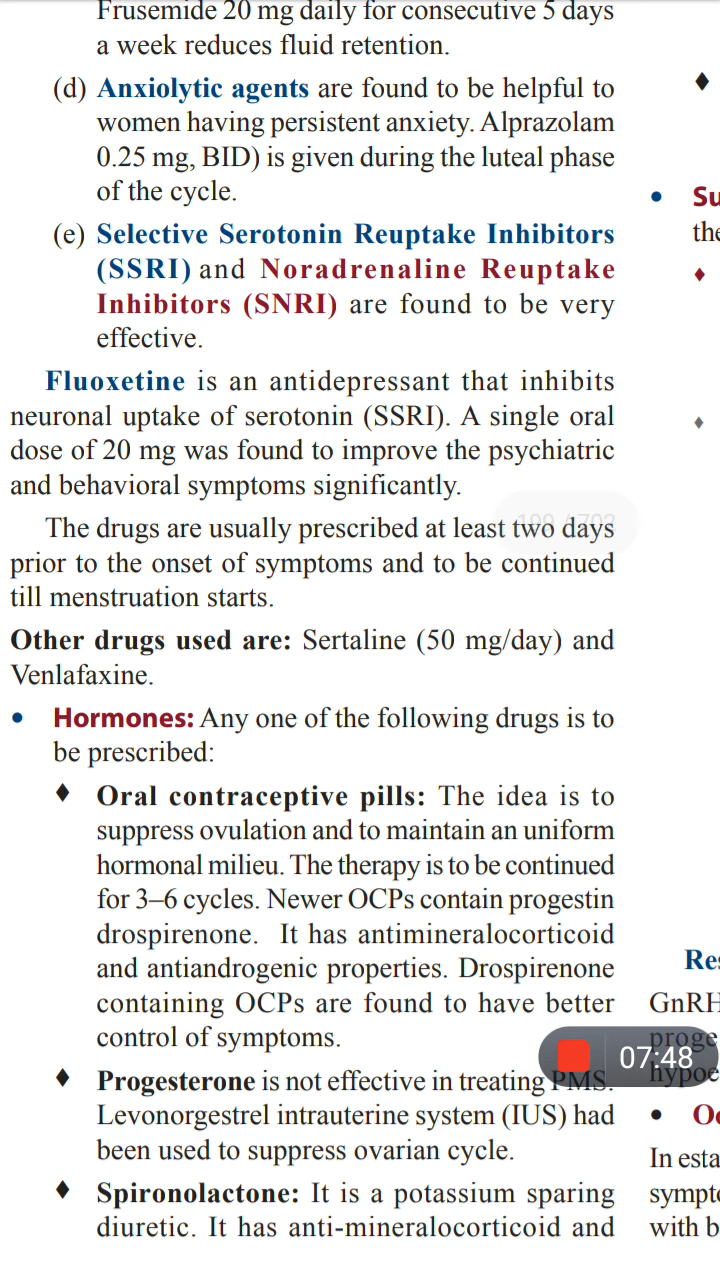 Frusemide 20 mg daily for consecutive 5 days
a week reduces fluid retention.
(d) Anxiolytic agents are found to be helpful to
women having persistent anxiety. Alprazolam
0.25 mg, BID) is given during the luteal phase
of the cycle.
(e) Selective Serotonin Reuptake Inhibitors
(SSRI) and Noradrenaline Reuptake
Inhibitors (SNRI) are found to be very
effective.
Fluoxetine is an antidepressant that inhibits
neuronal uptake of serotonin (SSRI). A single oral
dose of 20 mg was found to improve the psychiatric
and behavioral symptoms significantly.
199 / 702
The drugs are usually prescribed at least two days
prior to the onset of symptoms and to be continued
till menstruation starts.
Other drugs used are: Sertaline (50 mg/day) and
Venlafaxine.
• Hormones: Any one of the following drugs is to
be prescribed:
♦ Oral contraceptive pills: The idea is to
suppress ovulation and to maintain an uniform
hormonal milieu. The therapy is to be continued
for 3–6 cycles. Newer OCPs contain progestin
drospirenone. It has antimineralocorticoid
and antiandrogenic properties. Drospirenone
containing OCPs are found to have better
control of symptoms.
♦ Progesterone is not effective in treating PMS.
Levonorgestrel intrauterine system (IUS) had
been used to suppress ovarian cycle.
♦ Spironolactone: It is a potassium sparing
diuretic. It has anti-mineralocorticoid and
♦
• Su
the
♦
♦
Res
GnRH
proge
07:48
hypoe
• Oo
In esta
sympto
with b